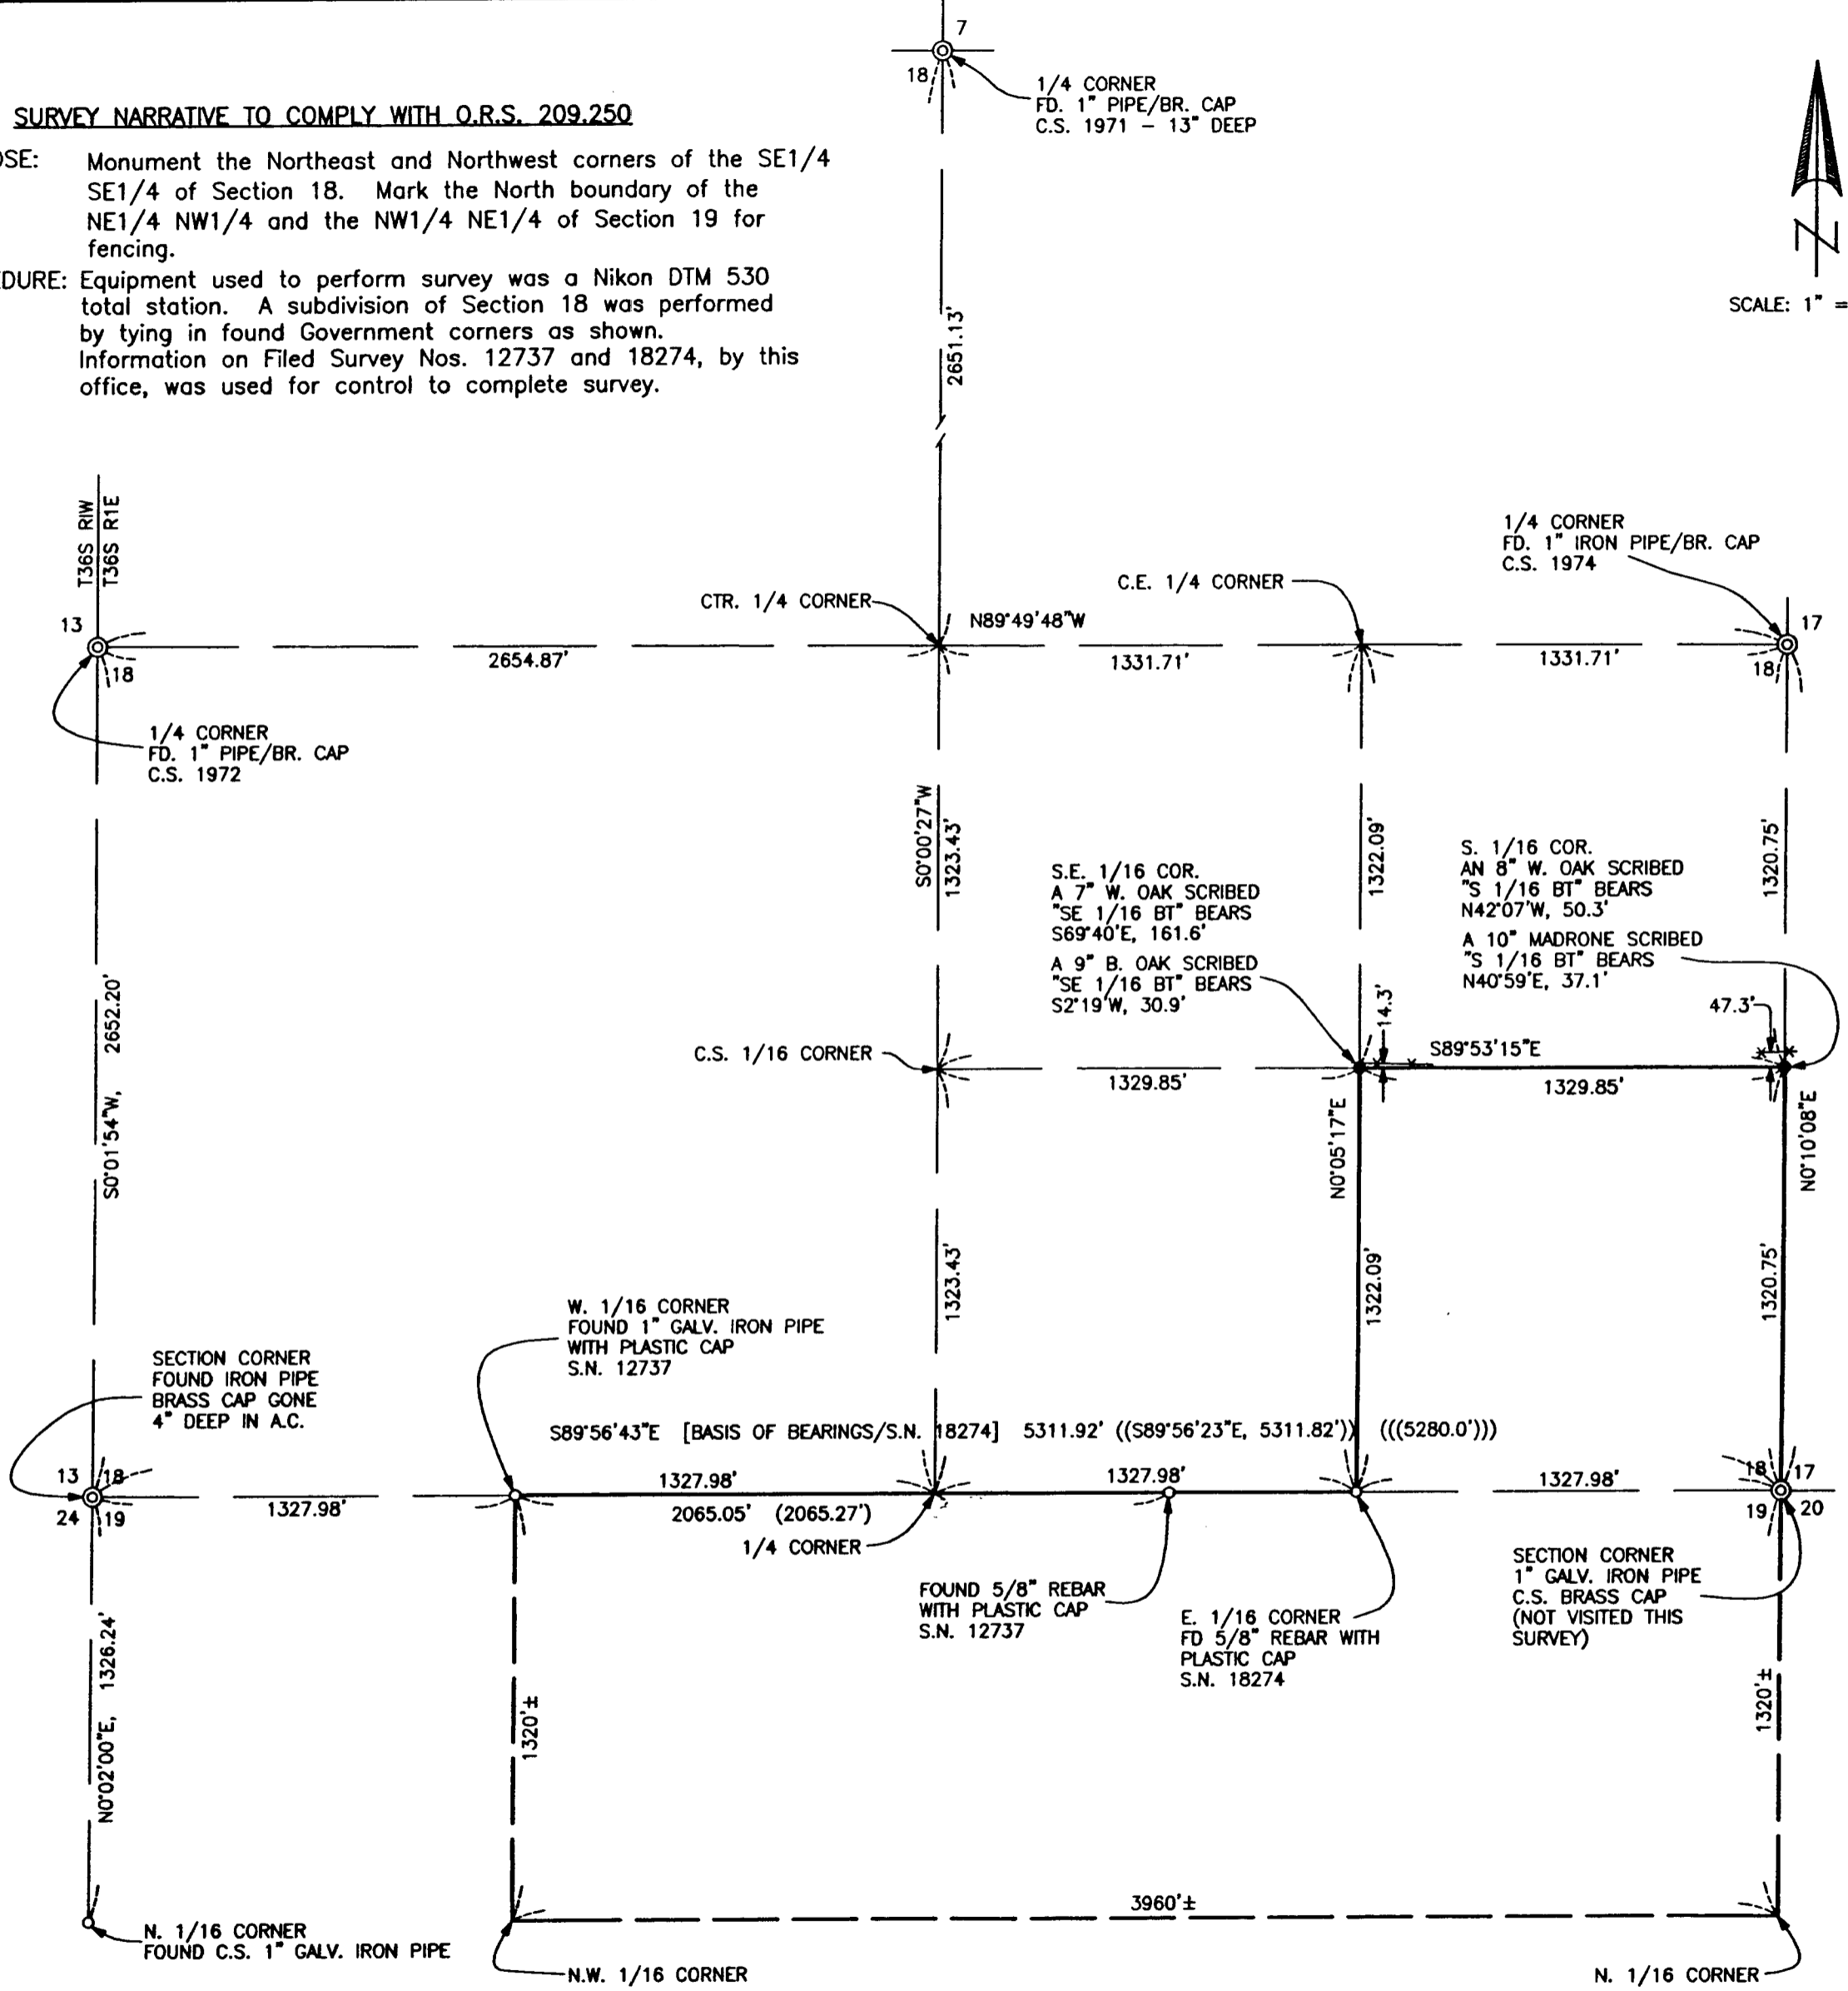 7
18
1/4 CORNER
FD. 1" PIPE/BR. CAP
C.S. 1971 – 13" DEEP
SURVEY NARRATIVE TO COMPLY WITH O.R.S. 209.250
OSE: Monument the Northeast and Northwest corners of the SE1/4
SE1/4 of Section 18. Mark the North boundary of the
NE1/4 NW1/4 and the NW1/4 NE1/4 of Section 19 for
fencing.
EDURE: Equipment used to perform survey was a Nikon DTM 530
total station. A subdivision of Section 18 was performed
by tying in found Government corners as shown.
Information on Filed Survey Nos. 12737 and 18274, by this
office, was used for control to complete survey.
N
SCALE: 1" =
2651.13'
T36S R1W
T36S R1E
1/4 CORNER
FD. 1" IRON PIPE/BR. CAP
C.S. 1974
C.E. 1/4 CORNER
CTR. 1/4 CORNER
N89°49'48"W
13
18
17
18
2654.87'
1331.71'
1331.71'
1/4 CORNER
FD. 1" PIPE/BR. CAP
C.S. 1972
S0°00'27"W
1323.43'
1322.09'
1320.75'
S.E. 1/16 COR.
A 7" W. OAK SCRIBED
"SE 1/16 BT" BEARS
S69°40'E, 161.6'
A 9" B. OAK SCRIBED
"SE 1/16 BT" BEARS
S2°19'W, 30.9'
S. 1/16 COR.
AN 8" W. OAK SCRIBED
"S 1/16 BT" BEARS
N42°07'W, 50.3'
A 10" MADRONE SCRIBED
"S 1/16 BT" BEARS
N40°59'E, 37.1'
S0°01'54"W, 2652.20'
14.3'
47.3'
C.S. 1/16 CORNER
S89°53'15"E
1329.85'
1329.85'
N0°05'17"E
N0°10'08"E
1323.43'
1322.09'
1320.75'
W. 1/16 CORNER
FOUND 1" GALV. IRON PIPE
WITH PLASTIC CAP
S.N. 12737
SECTION CORNER
FOUND IRON PIPE
BRASS CAP GONE
4" DEEP IN A.C.
S89°56'43"E [BASIS OF BEARINGS/S.N. 18274] 5311.92' ((S89°56'23"E, 5311.82')) (((5280.0')))
13 18
24 19
1327.98'
1327.98'
1327.98'
1327.98'
18 17
19 20
2065.05' (2065.27')
1/4 CORNER
FOUND 5/8" REBAR
WITH PLASTIC CAP
S.N. 12737
E. 1/16 CORNER
FD 5/8" REBAR WITH
PLASTIC CAP
S.N. 18274
SECTION CORNER
1" GALV. IRON PIPE
C.S. BRASS CAP
(NOT VISITED THIS
SURVEY)
N0°02'00"E, 1326.24'
1320'±
1320'±
3960'±
N. 1/16 CORNER
FOUND C.S. 1" GALV. IRON PIPE
N.W. 1/16 CORNER
N. 1/16 CORNER